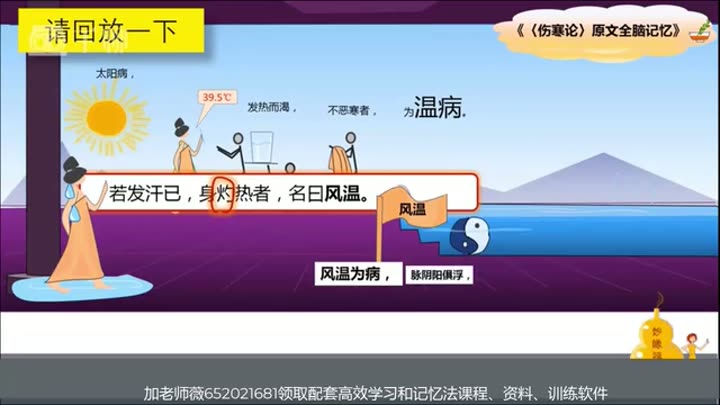 请回放一下
《〈伤寒论〉原文全脑记忆》
太阳病，
39.5℃
发热而渴，
不恶寒者，
为温病。
若发汗已，身灼热者，名曰风温。
风温
风温为病，
脉阴阳俱浮，
加老师薇652021681领取配套高效学习和记忆法课程、资料、训练软件